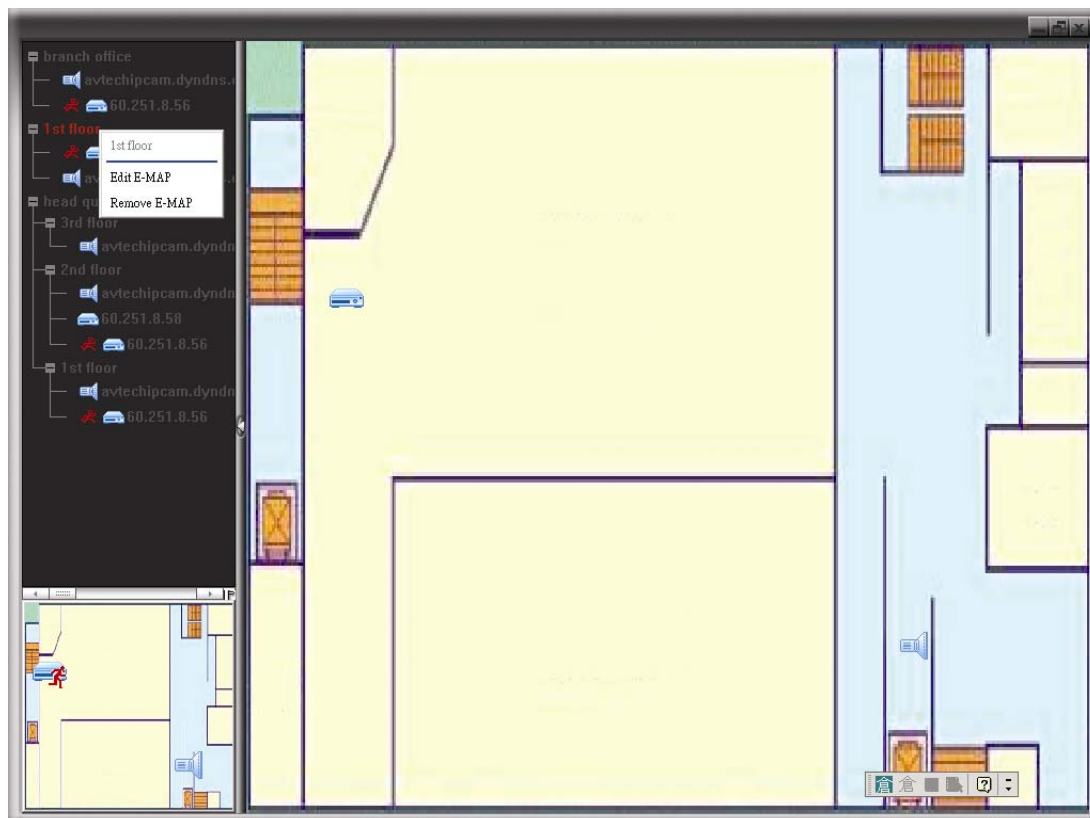 branch office
avtechipcam.dyndns.
60.251.8.56
1st floor
1st floor
Edit E-MAP
Remove E-MAP
head qu
3rd floor
avtechipcam.dyndn
2nd floor
avtechipcam.dyndn
60.251.8.58
60.251.8.56
1st floor
avtechipcam.dyndn
60.251.8.56
倉 倉